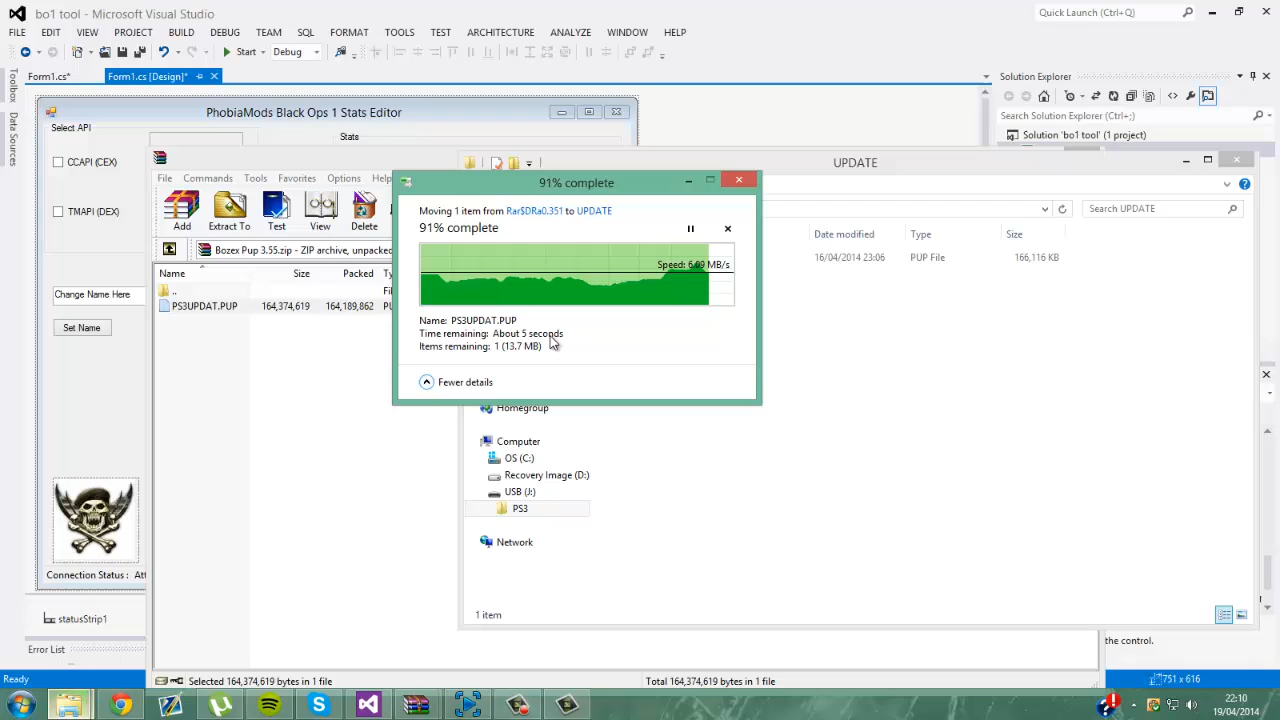 bo1 tool - Microsoft Visual Studio
Quick Launch (Ctrl+Q)
FILE EDIT VIEW PROJECT BUILD DEBUG TEAM SQL FORMAT TOOLS TEST ARCHITECTURE ANALYZE WINDOW HELP
Start Debug
Form1.cs* Form1.cs [Design]*
Solution Explorer
Toolbox
Data Sources
PhobiaMods Black Ops 1 Stats Editor
Search Solution Explorer (Ctrl+;)
Select API
Stats
Solution 'bo1 tool' (1 project)
CCAPI (CEX)
TMAPI (DEX)
UPDATE
File Commands Tools Favorites Options Help
91% complete
Moving 1 item from Rar$DRa0.351 to UPDATE
91% complete
Speed: 6.09 MB/s
Name: PS3UPDAT.PUP
Time remaining: About 5 seconds
Items remaining: 1 (13.7 MB)
Fewer details
Search UPDATE
Add Extract To Test View Delete
Date modified Type Size
16/04/2014 23:06 PUP File 166,116 KB
Bozex Pup 3.55.zip - ZIP archive, unpacked
Name Size Packed
..
PS3UPDAT.PUP 164,374,619 164,189,862
Change Name Here
Set Name
Homegroup
Computer
OS (C:)
Recovery Image (D:)
USB (J:)
PS3
Network
1 item
Connection Status :
statusStrip1
Error List
the control.
Selected 164,374,619 bytes in 1 file
Total 164,374,619 bytes in 1 file
Ready
751 x 616
22:10
19/04/2014